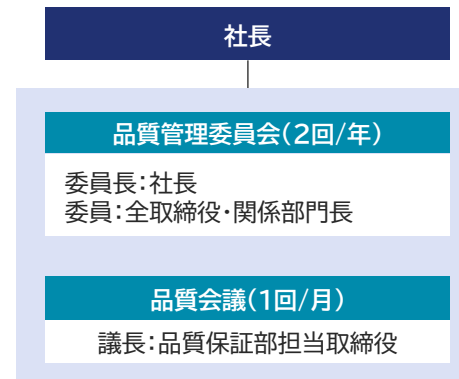 社長
品質管理委員会（2回/年）
委員長：社長
委員：全取締役・関係部門長
品質会議（1回/月）
議長：品質保証部担当取締役